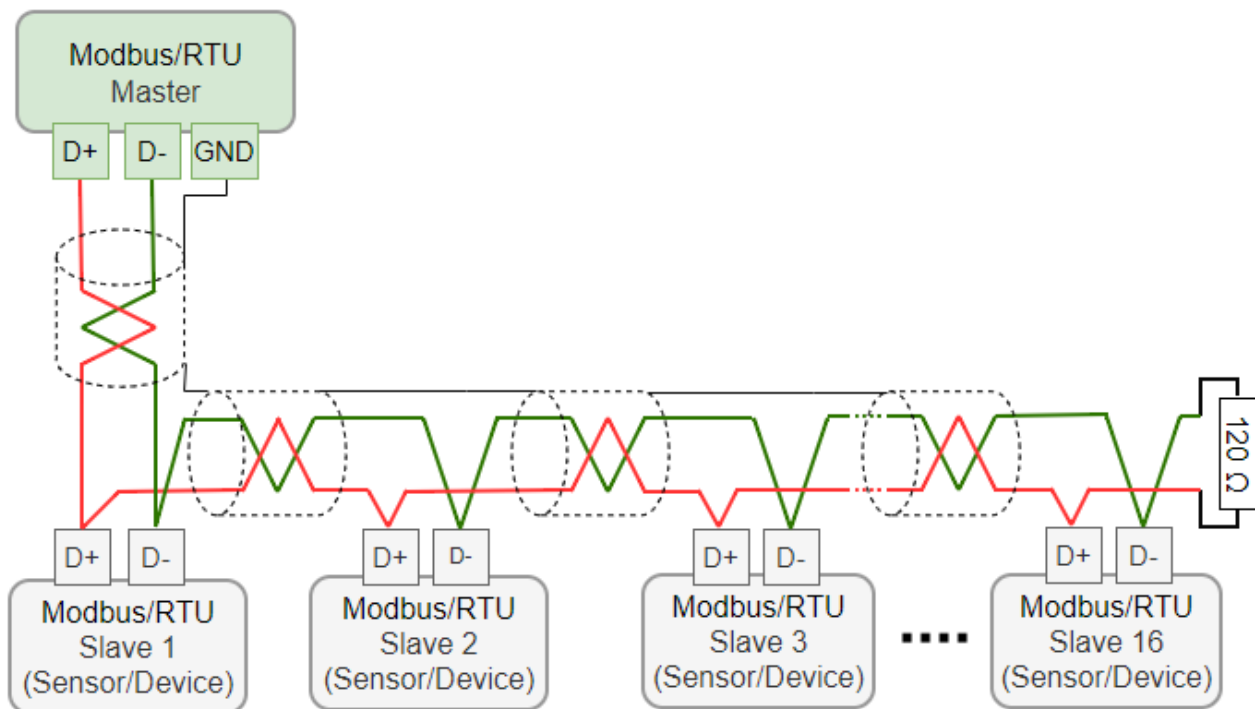 Modbus/RTU
Master
D+ D- GND
120 Ω
D+ D- D+ D- D+ D- D+ D-
Modbus/RTU
Slave 1
(Sensor/Device)
Modbus/RTU
Slave 2
(Sensor/Device)
Modbus/RTU
Slave 3
(Sensor/Device)
Modbus/RTU
Slave 16
(Sensor/Device)